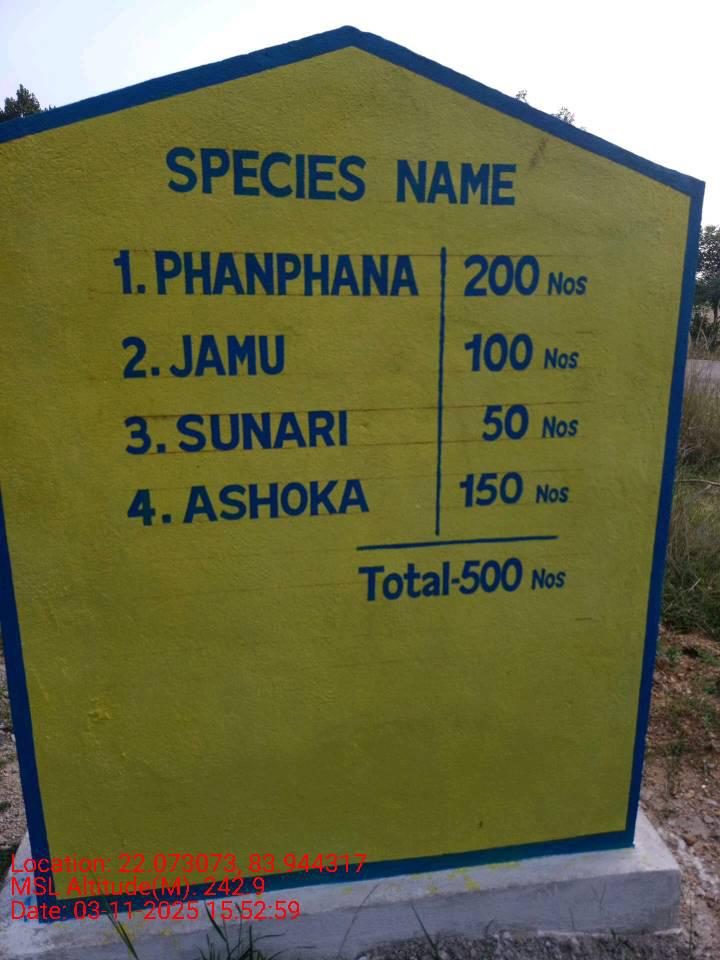 SPECIES NAME
1. PHANPHANA 200 Nos
2. JAMU 100 Nos
3. SUNARI 50 Nos
4. ASHOKA 150 Nos
Total-500 Nos
Location: 22.073073, 83.944317
MSL Altitude(M): 242.9
Date: 03-11-2025 15:52:59